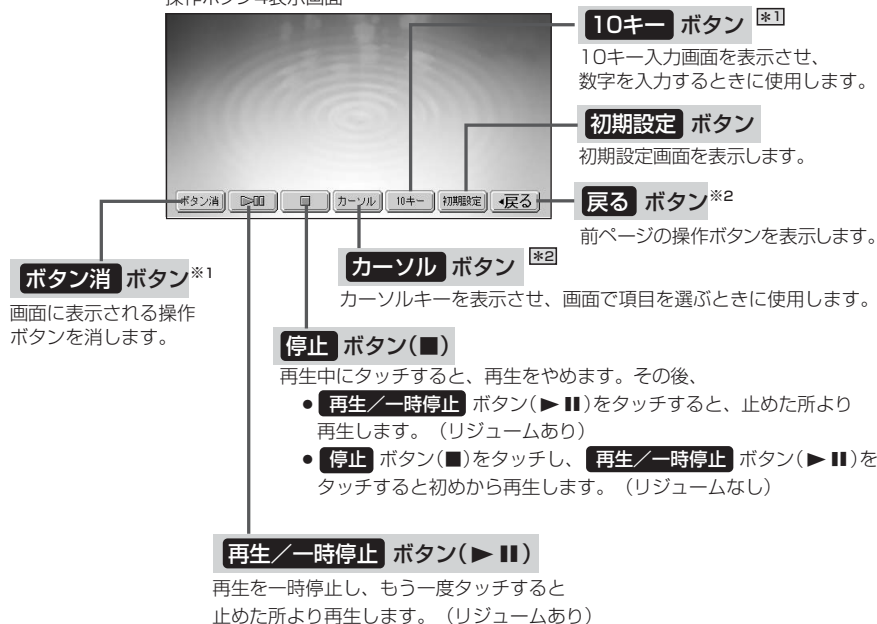 操作ボタン4表示画面
10キー ボタン *1
10キー入力画面を表示させ、
数字を入力するときに使用します。
初期設定 ボタン
初期設定画面を表示します。
ボタン消 ▷▯▯ □ カーソル 10キー 初期設定 ◂戻る
戻る ボタン※2
前ページの操作ボタンを表示します。
ボタン消 ボタン※1
画面に表示される操作
ボタンを消します。
カーソル ボタン *2
カーソルキーを表示させ、画面で項目を選ぶときに使用します。
停止 ボタン(■)
再生中にタッチすると、再生をやめます。その後、
● 再生／一時停止 ボタン(►❚❚)をタッチすると、止めた所より
再生します。（リジュームあり）
● 停止 ボタン(■)をタッチし、 再生／一時停止 ボタン(►❚❚)を
タッチすると初めから再生します。（リジュームなし）
再生／一時停止 ボタン(►❚❚)
再生を一時停止し、もう一度タッチすると
止めた所より再生します。（リジュームあり）